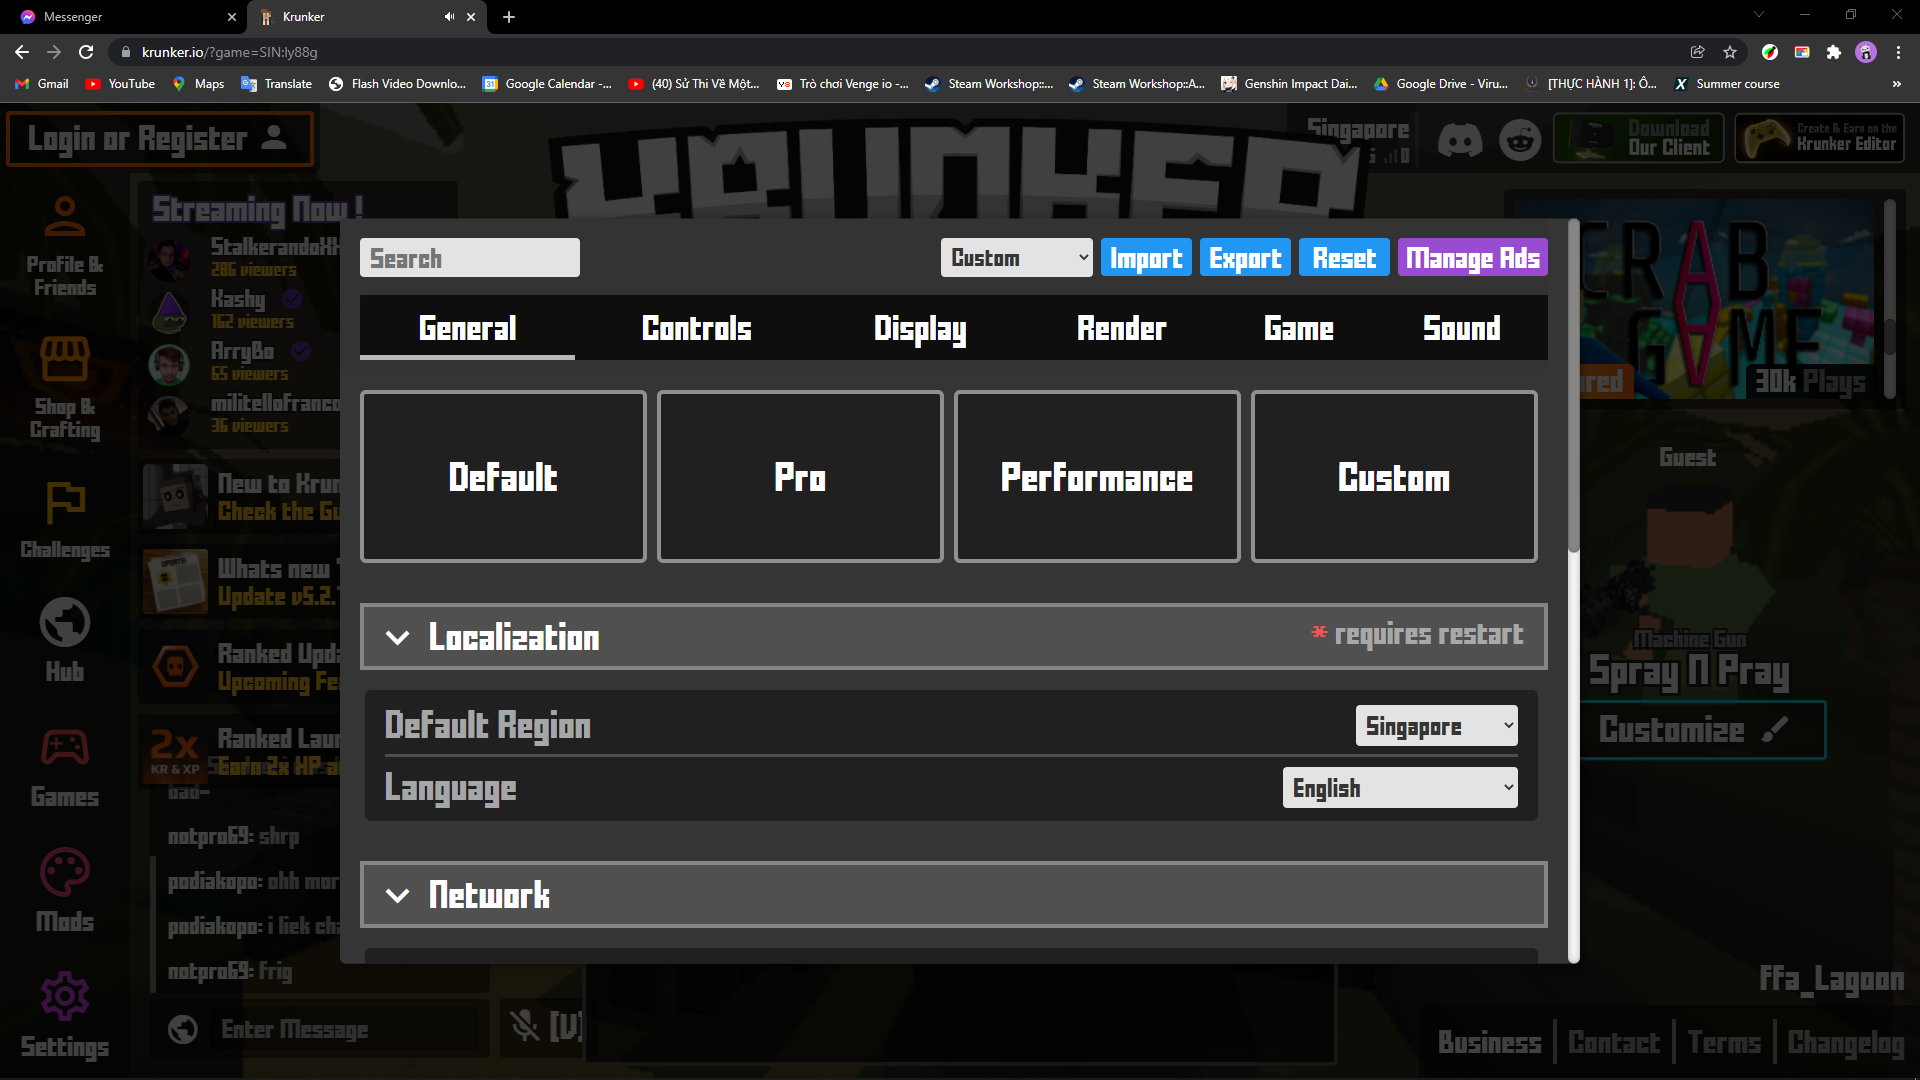 Messenger
Krunker
krunker.io/?game=SIN:ly88g
Gmail
YouTube
Maps
Translate
Flash Video Downlo...
Google Calendar -...
(40) Sử Thi Về Một...
Trò chơi Venge io -...
Steam Workshop::...
Steam Workshop::A...
Genshin Impact Dai...
Google Drive - Viru...
[THỰC HÀNH 1]: Ô...
Summer course
Login or Register
KRUNKER
Singapore
Download
Our Client
Create & Earn on the
Krunker Editor
Profile &
Friends
Shop &
Crafting
Challenges
Hub
Games
Mods
Settings
Streaming Now !
StalkerandoXX
286 viewers
Kashy
162 viewers
ArryBo
65 viewers
militellofranco
36 viewers
New to Krun
Check the Gu
Whats new
Update v5.2.
Ranked Upda
Upcoming Fe
2x
KR & XP
Ranked Laun
Earn 2x XP a
bad-
notpro69: shrp
podiakopo: ohh mor
podiakopo: i liek cha
notpro69: frig
Enter Message
[V]
Search
Custom
Import
Export
Reset
Manage Ads
General
Controls
Display
Render
Game
Sound
Default
Pro
Performance
Custom
Localization
* requires restart
Default Region
Singapore
Language
English
Network
CRAB
GAME
30k Plays
Guest
Machine Gun
Spray N Pray
Customize
ffa_Lagoon
Business
Contact
Terms
Changelog